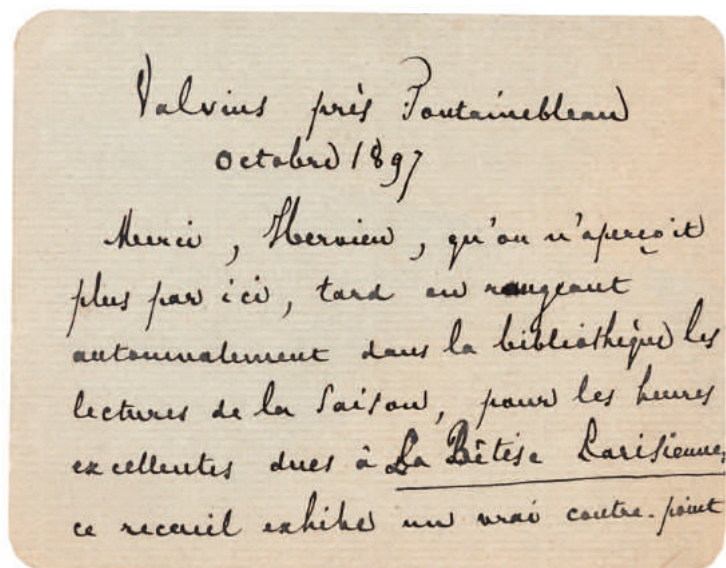 Valvins près Fontainebleau
octobre 1897
Merci, Hervieu, qu'on n'aperçoit
plus par ici, tard en rangeant
automnalement dans la bibliothèque les
lectures de la saison, pour les heures
excellentes dues à La Bêtise Parisienne,
ce recueil exhibe un vrai contre-point